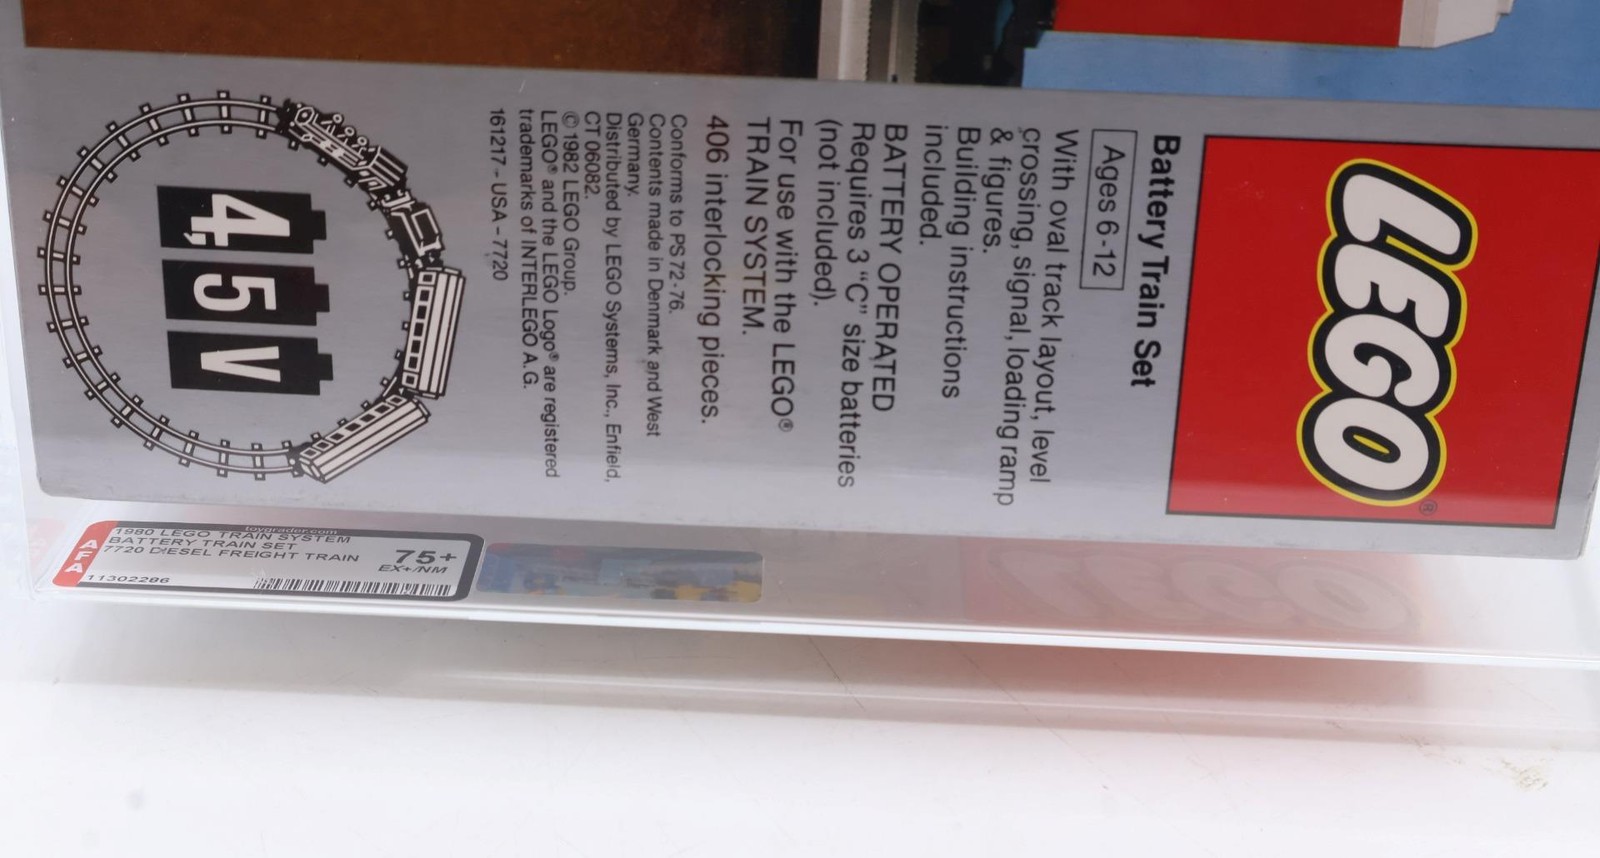 LEGO®
Battery Train Set
Ages 6-12
With oval track layout, level
crossing, signal, loading ramp
& figures.
Building instructions
included.
BATTERY OPERATED
Requires 3 "C" size batteries
(not included).
For use with the LEGO®
TRAIN SYSTEM.
406 interlocking pieces.
Conforms to PS 72-76.
Contents made in Denmark and West
Germany.
Distributed by LEGO Systems, Inc., Enfield,
CT 06082.
© 1982 LEGO Group.
LEGO® and the LEGO Logo® are registered
trademarks of INTERLEGO A.G.
161217 - USA - 7720
4,5V
toygrader.com
AFA
1980 LEGO TRAIN SYSTEM
BATTERY TRAIN SET
7720 DIESEL FREIGHT TRAIN
75+
EX+/NM
11302286